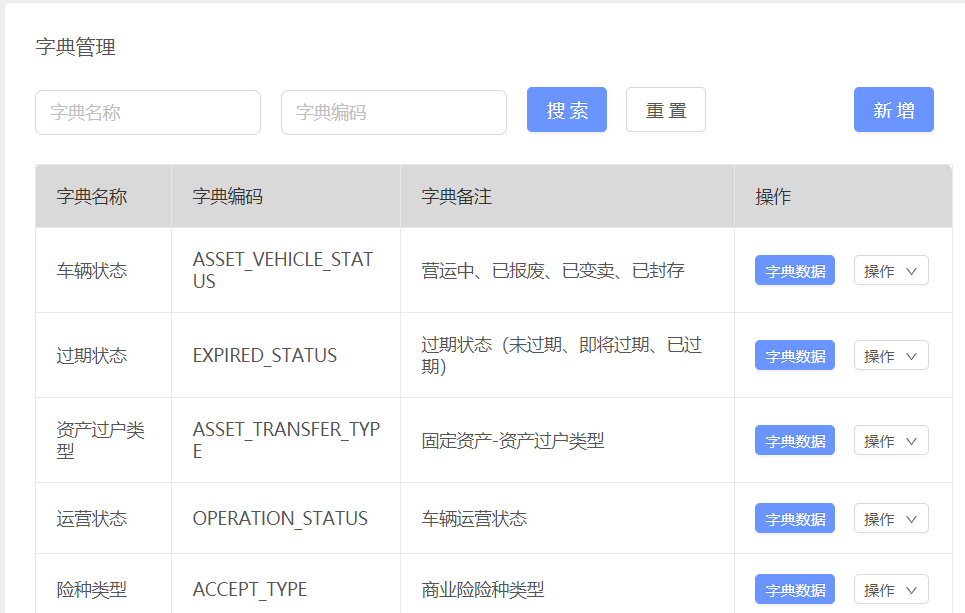 字典管理
字典名称 字典编码 搜 索 重 置 新 增
字典名称 字典编码 字典备注 操作
车辆状态 ASSET_VEHICLE_STAT
US 营运中、已报废、已变卖、已封存 字典数据 操作
过期状态 EXPIRED_STATUS 过期状态（未过期、即将过期、已过
期） 字典数据 操作
资产过户类
型 ASSET_TRANSFER_TYP
E 固定资产-资产过户类型 字典数据 操作
运营状态 OPERATION_STATUS 车辆运营状态 字典数据 操作
险种类型 ACCEPT_TYPE 商业险险种类型 字典数据 操作